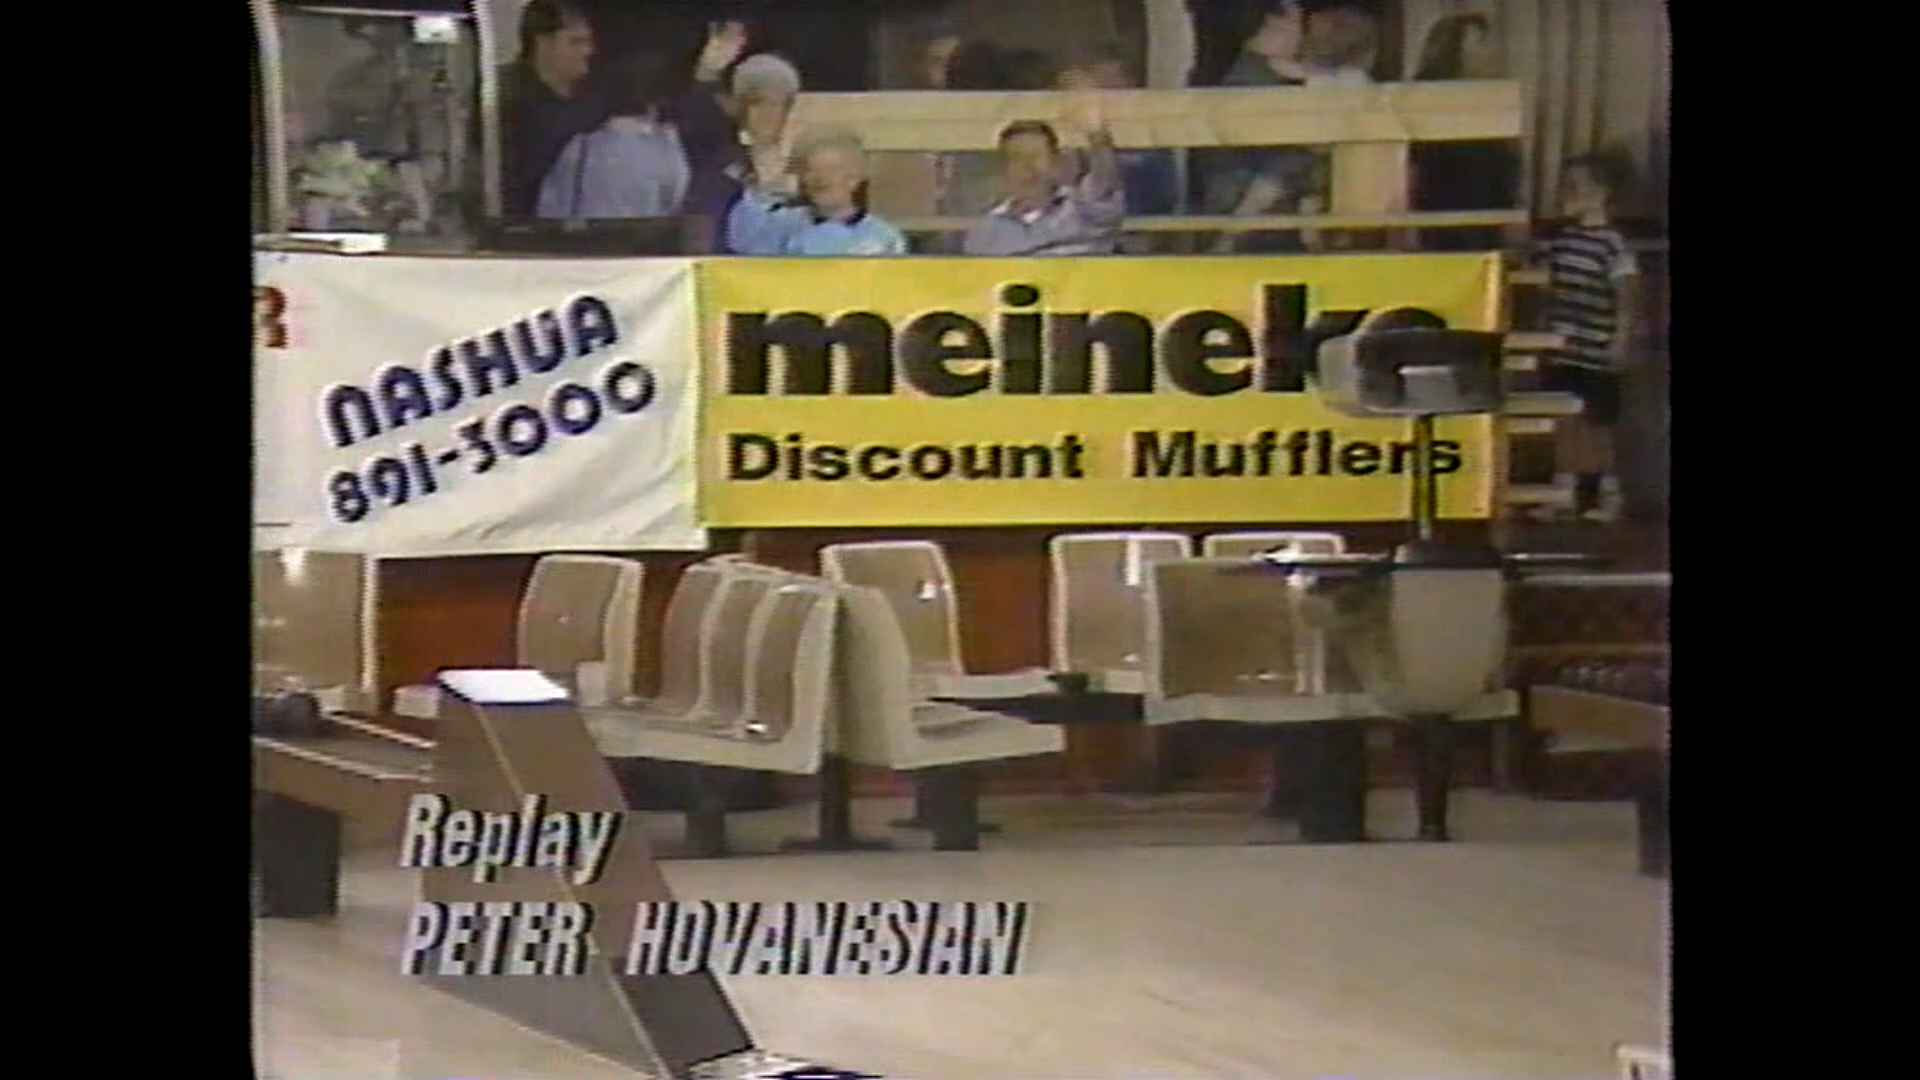 R
NASHUA
891-3000
meineke
Discount Mufflers
Replay
PETER HOVANESIAN